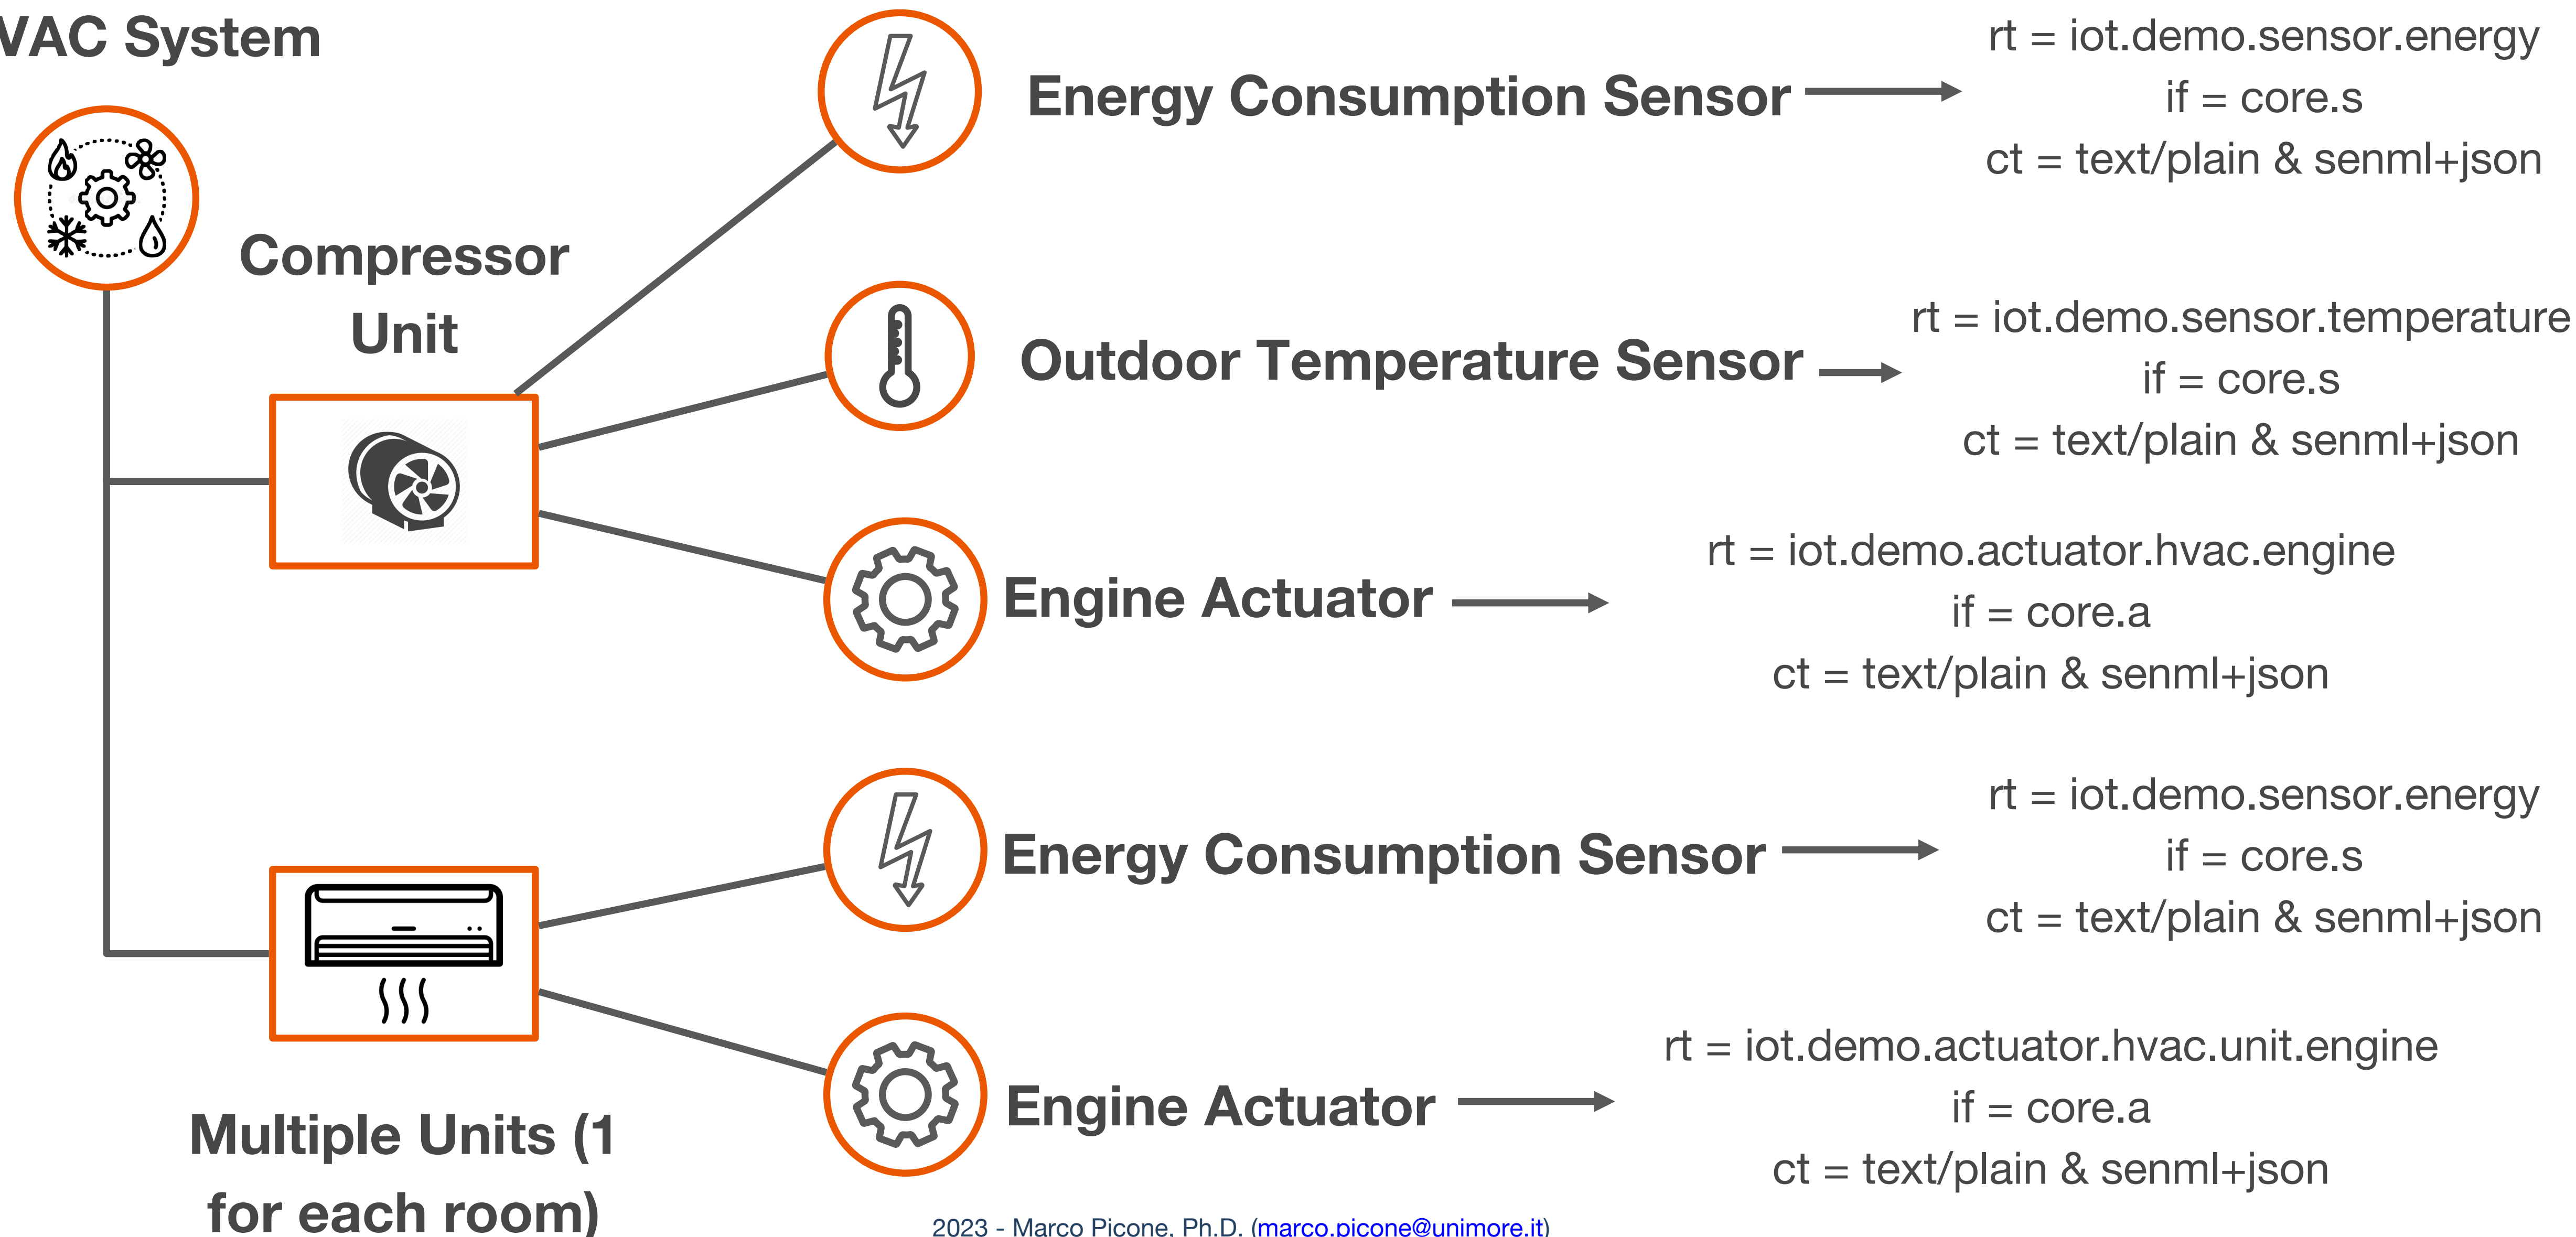 VAC System
Compressor
Unit
Energy Consumption Sensor
rt = iot.demo.sensor.energy
if = core.s
ct = text/plain & senml+json
Outdoor Temperature Sensor
rt = iot.demo.sensor.temperature
if = core.s
ct = text/plain & senml+json
Engine Actuator
rt = iot.demo.actuator.hvac.engine
if = core.a
ct = text/plain & senml+json
Multiple Units (1
for each room)
Energy Consumption Sensor
rt = iot.demo.sensor.energy
if = core.s
ct = text/plain & senml+json
Engine Actuator
rt = iot.demo.actuator.hvac.unit.engine
if = core.a
ct = text/plain & senml+json
2023 - Marco Picone, Ph.D. (marco.picone@unimore.it)